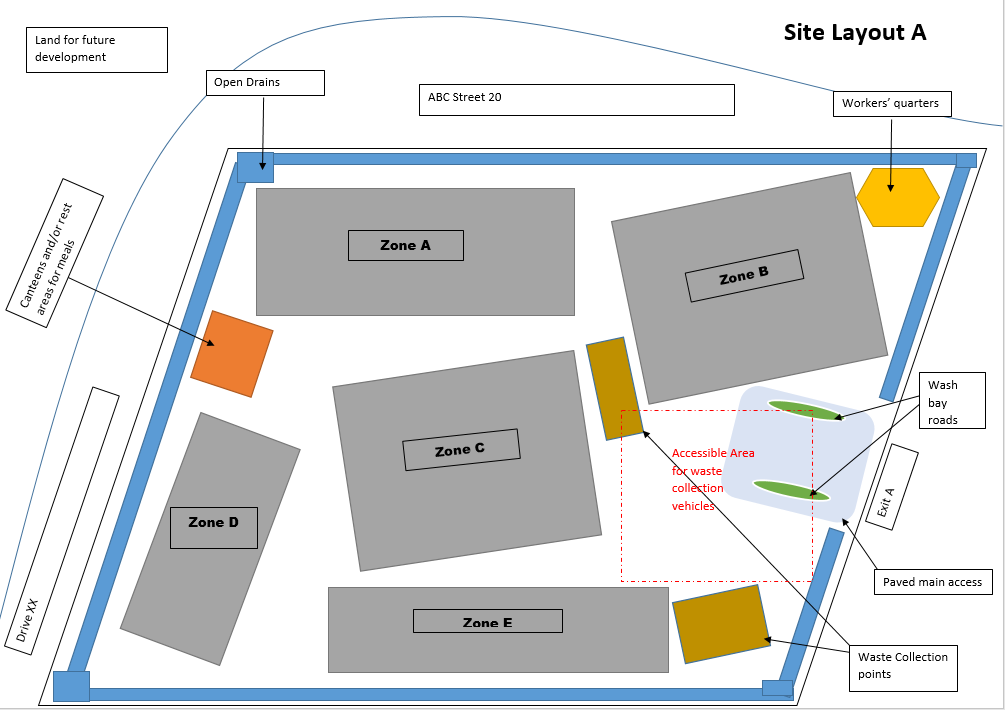 Site Layout A
Land for future
development
Open Drains
ABC Street 20
Workers' quarters
Canteens and/or rest
areas for meals
Zone A
Zone B
Wash
bay
roads
Zone C
Accessible Area
for waste
collection
vehicles
Exit A
Zone D
Paved main access
Drive XX
Zone E
Waste Collection
points